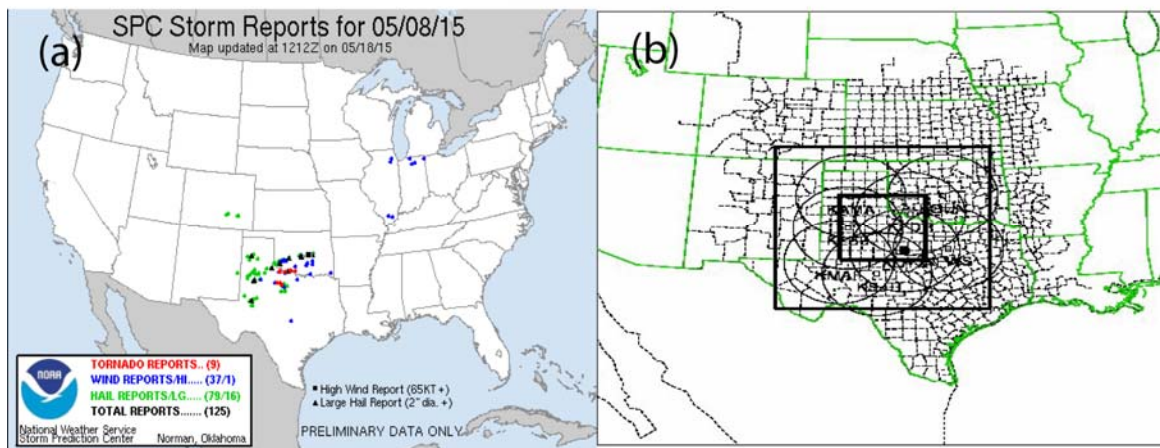 (a)
SPC Storm Reports for 05/08/15
Map updated at 1212Z on 05/18/15
NOAA
TORNADO REPORTS.. (9)
WIND REPORTS/HI..... (37/1)
HAIL REPORTS/LG..... (79/16)
TOTAL REPORTS....... (125)
National Weather Service
Storm Prediction Center
Norman, Oklahoma
■ High Wind Report (65KT +)
▲ Large Hail Report (2" dia. +)
PRELIMINARY DATA ONLY
(b)
KAMA